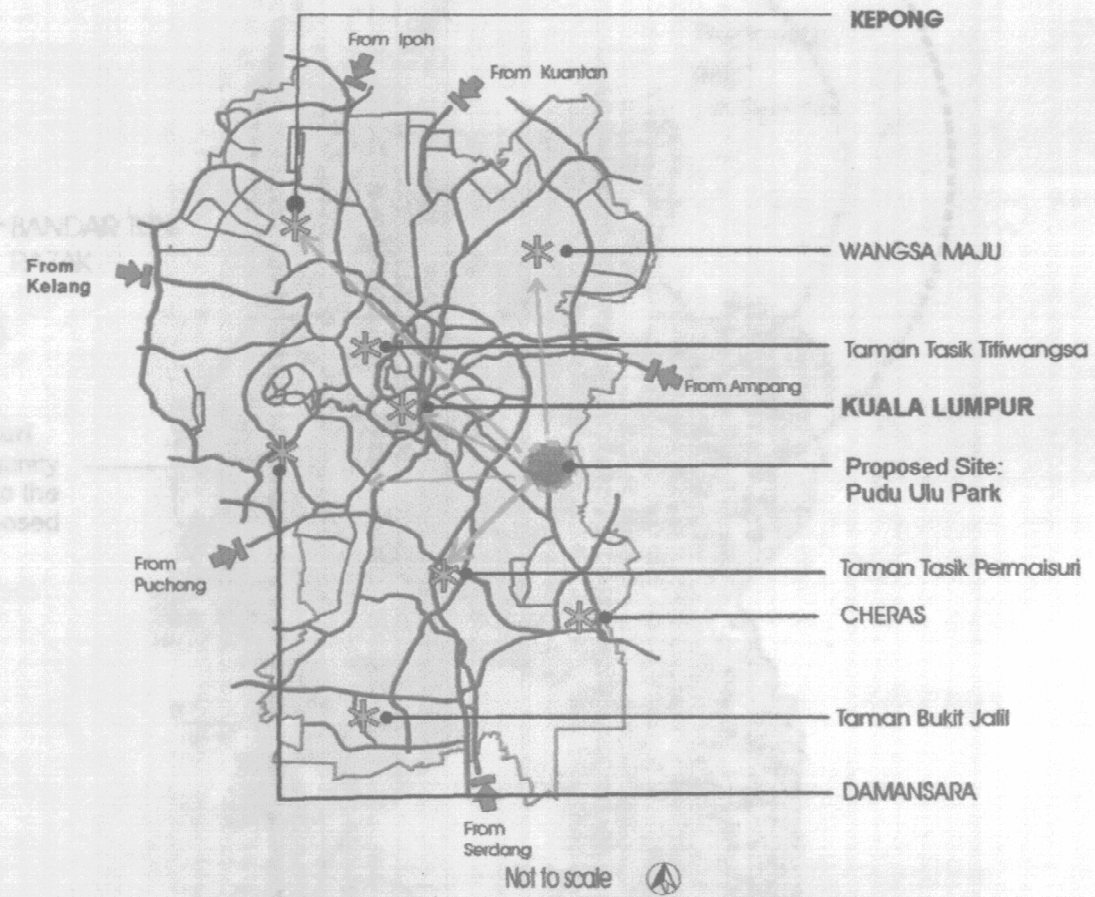 KEPONG
From Ipoh
From Kuantan
WANGSA MAJU
From
Kelang
Taman Tasik Titiwangsa
From Ampang
KUALA LUMPUR
Proposed Site:
Pudu Ulu Park
From
Puchong
Taman Tasik Permaisuri
CHERAS
Taman Bukit Jalil
DAMANSARA
From
Serdang
Not to scale